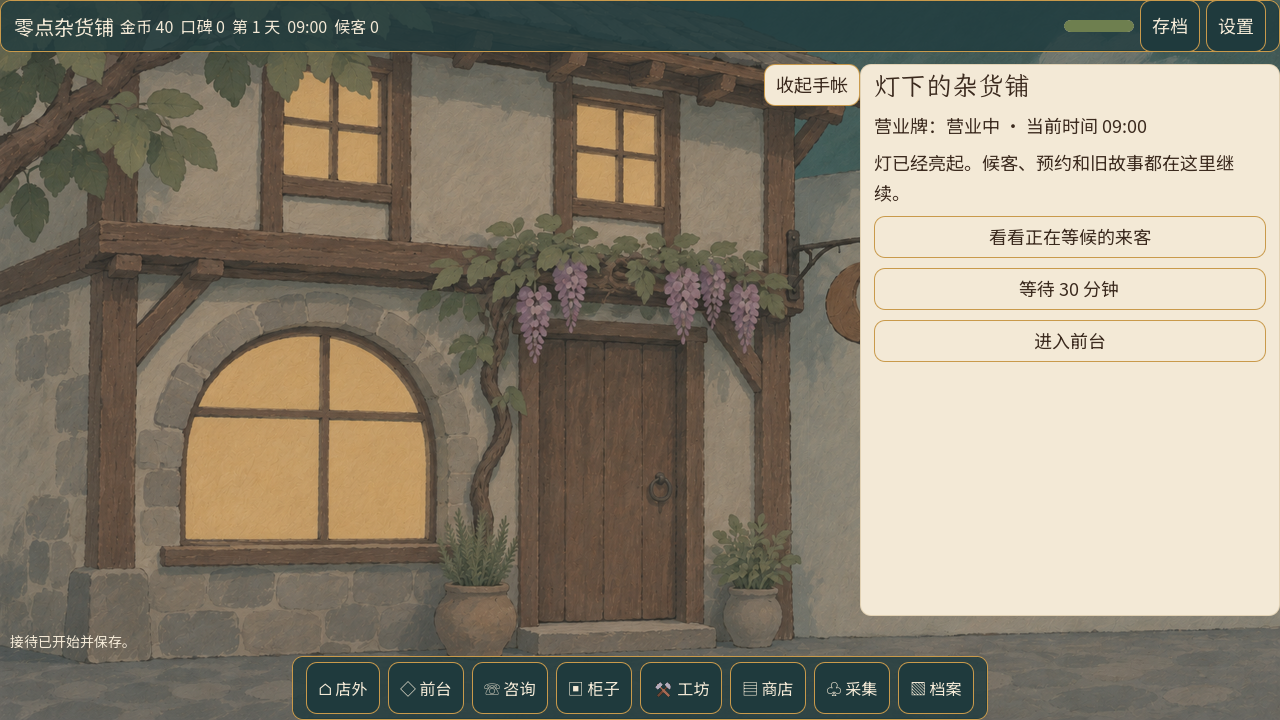 零点杂货铺 金币 40 口碑 0 第 1 天 09:00 候客 0
存档
设置
收起手帐
灯下的杂货铺
营业牌：营业中 · 当前时间 09:00
灯已经亮起。候客、预约和旧故事都在这里继
续。
看看正在等候的来客
等待 30 分钟
进入前台
接待已开始并保存。
店外
前台
咨询
柜子
工坊
商店
采集
档案